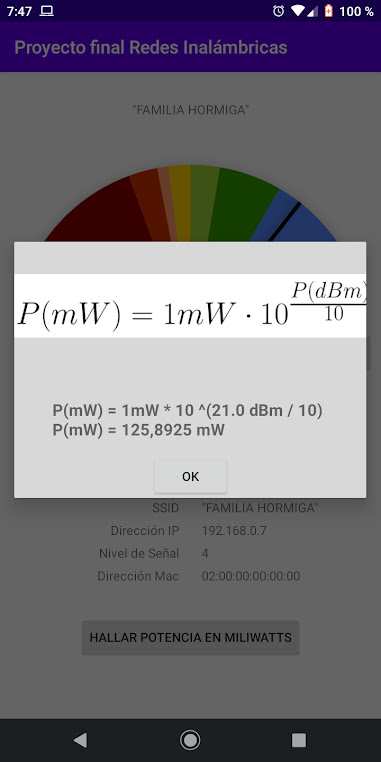 7:47
100 %
Proyecto final Redes Inalámbricas
"FAMILIA HORMIGA"
P(mW) = 1mW · 10^(P(dBm)/10)
P(mW) = 1mW * 10 ^(21.0 dBm / 10)
P(mW) = 125,8925 mW
OK
SSID "FAMILIA HORMIGA"
Dirección IP 192.168.0.7
Nivel de Señal 4
Dirección Mac 02:00:00:00:00:00
HALLAR POTENCIA EN MILIWATTS